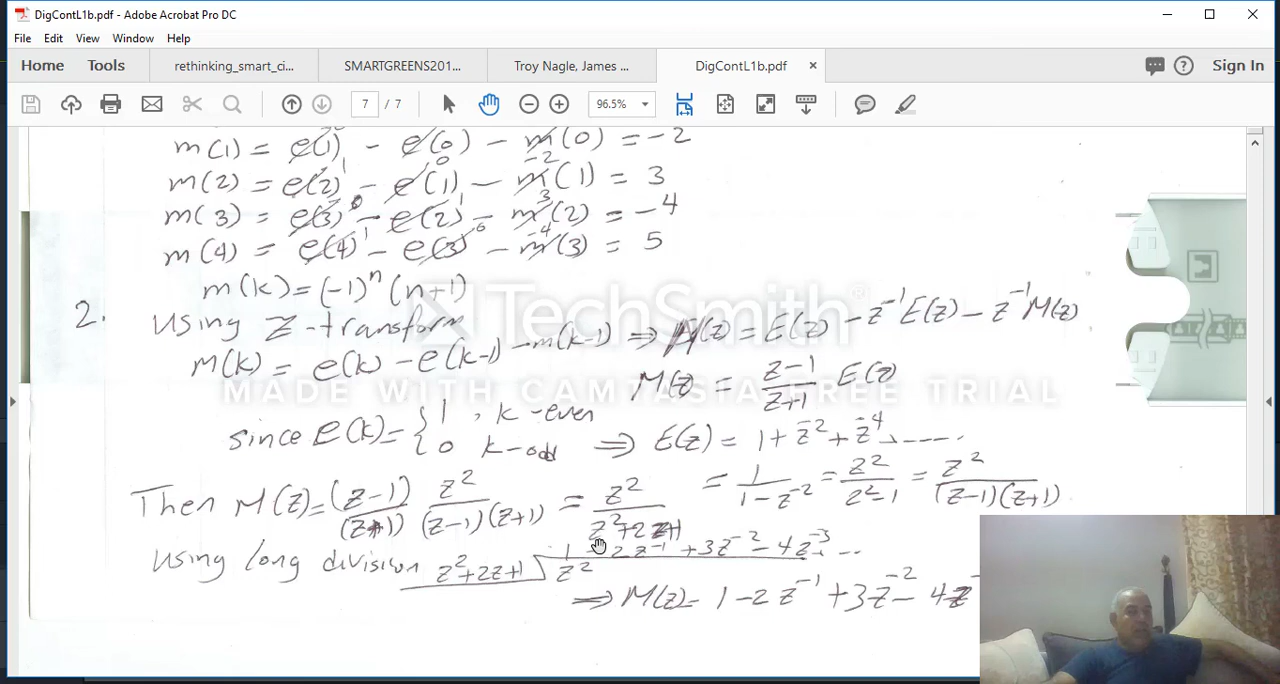 DigContL1b.pdf - Adobe Acrobat Pro DC
File Edit View Window Help
Home Tools rethinking_smart_ci... SMARTGREENS201... Troy Nagle, James ... DigContL1b.pdf × Sign In
7 / 7 96.5%
m(1) = e(1) - e(0) - m(0) = -2
m(2) = e(2) - e(1) - m(1) = 3
m(3) = e(3) - e(2) - m(2) = -4
m(4) = e(4) - e(3) - m(3) = 5
m(k) = (-1)^n (n+1)
2. Using Z-transform
m(k) = e(k) - e(k-1) - m(k-1) ⇒ M(z) = E(z) - z^-1 E(z) - z^-1 M(z)
M(z) = (z-1)/(z+1) E(z)
since e(k) = { 1, k-even
0 k-odd ⇒ E(z) = 1 + z^-2 + z^-4 + ......
= 1/(1-z^-2) = z^2/(z^2-1) = z^2/((z-1)(z+1))
Then M(z) = (z-1)/(z+1) z^2/((z-1)(z+1)) = z^2/(z^2+2z+1)
Using long division z^2+2z+1 ) z^2
1 - 2z^-1 + 3z^-2 - 4z^-3 ...
⇒ M(z) = 1 - 2z^-1 + 3z^-2 - 4z
TechSmith®
MADE WITH CAMTASIA FREE TRIAL